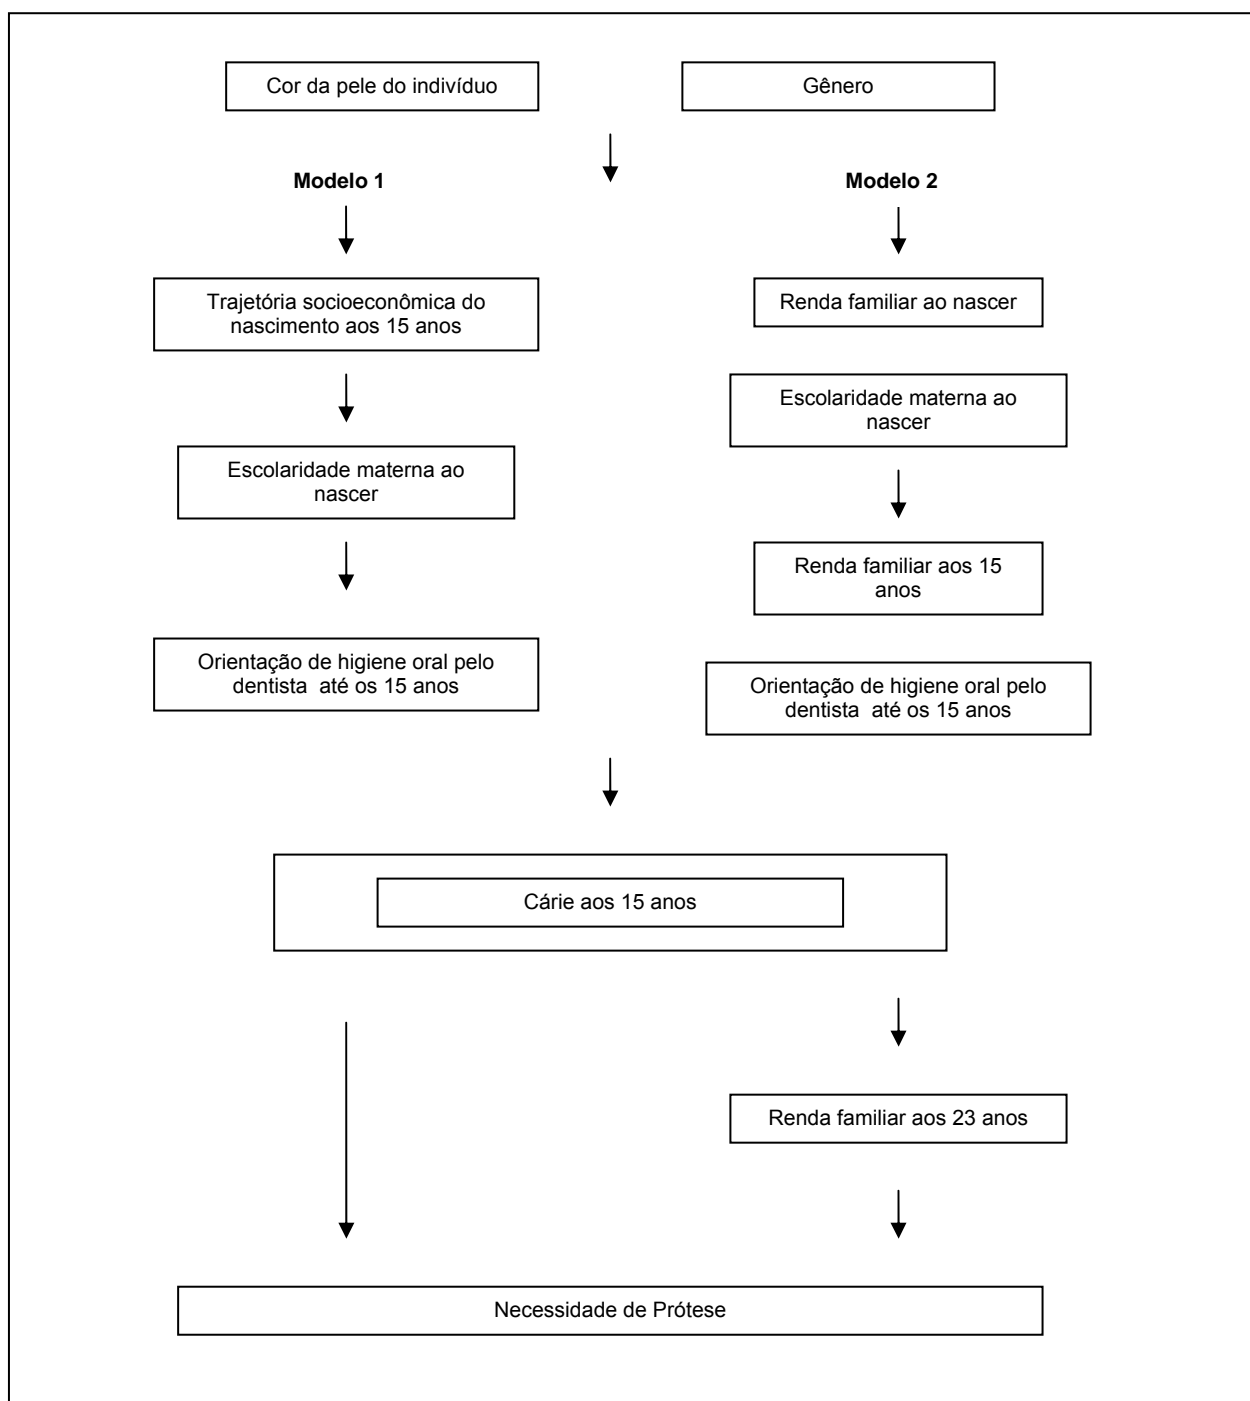 Cor da pele do indivíduo
Gênero
Modelo 1
Modelo 2
Trajetória socioeconômica do
nascimento aos 15 anos
Renda familiar ao nascer
Escolaridade materna ao
nascer
Escolaridade materna ao
nascer
Renda familiar aos 15
anos
Orientação de higiene oral pelo
dentista  até os 15 anos
Orientação de higiene oral pelo
dentista  até os 15 anos
Cárie aos 15 anos
Renda familiar aos 23 anos
Necessidade de Prótese